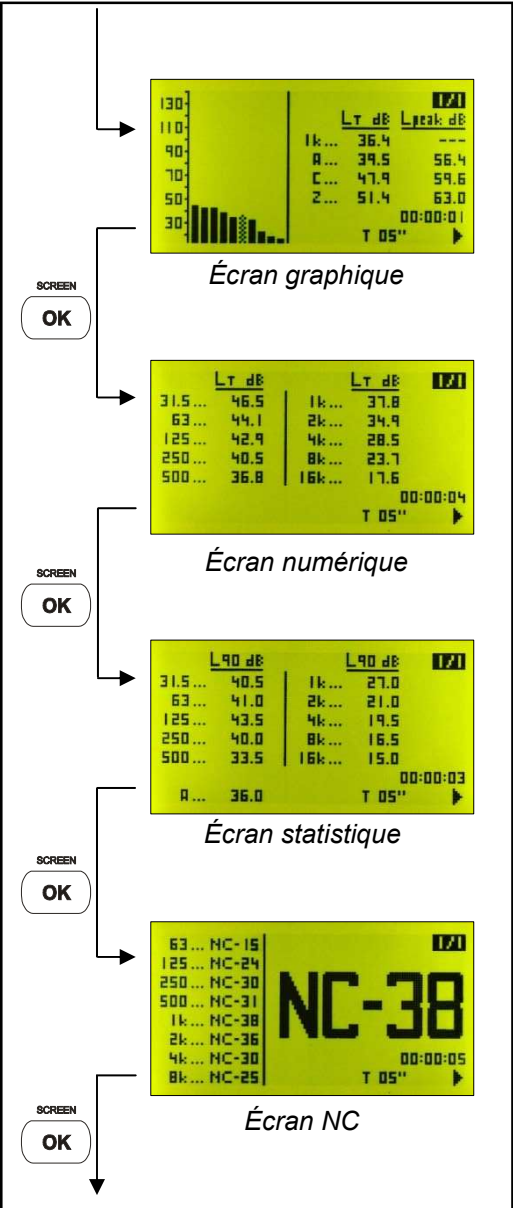 1/1
130
LT dB Lpeak dB
110
1k... 36.4 ---
90
A... 39.5 56.4
70
C... 47.9 59.6
50
Z... 51.4 63.0
30
00:00:01
T 05"
Écran graphique
SCREEN
OK
LT dB LT dB 1/1
31.5... 46.5 1k... 37.8
63... 44.1 2k... 34.9
125... 42.9 4k... 28.5
250... 40.5 8k... 23.7
500... 36.8 16k... 17.6
00:00:04
T 05"
Écran numérique
SCREEN
OK
L90 dB L90 dB 1/1
31.5... 40.5 1k... 27.0
63... 41.0 2k... 21.0
125... 43.5 4k... 19.5
250... 40.0 8k... 16.5
500... 33.5 16k... 15.0
00:00:03
A... 36.0 T 05"
Écran statistique
SCREEN
OK
63... NC-15 1/1
125... NC-24
250... NC-30
500... NC-31
NC-38
1k... NC-38
2k... NC-36
4k... NC-30 00:00:05
8k... NC-25 T 05"
Écran NC
SCREEN
OK